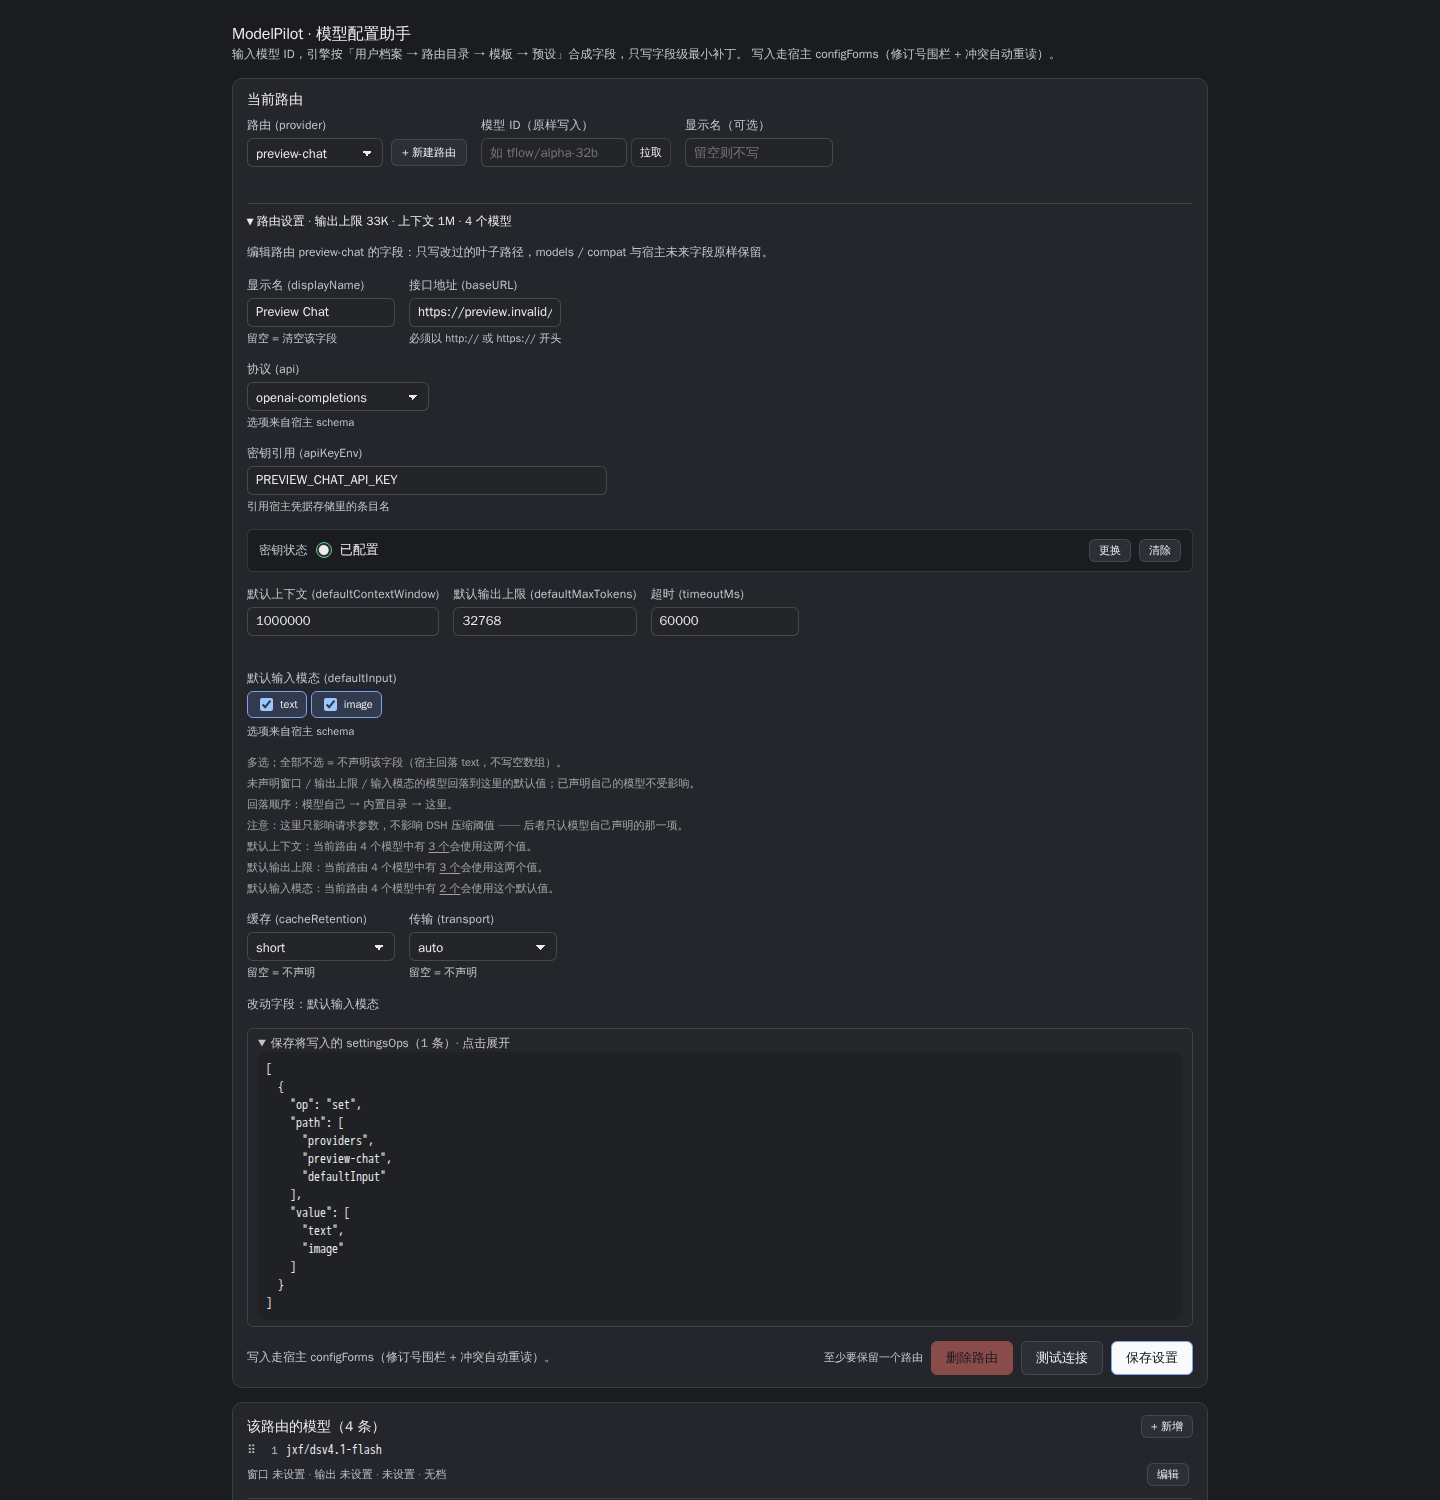 ModelPilot · 模型配置助手
输入模型 ID，引擎按「用户档案 → 路由目录 → 模板 → 预设」合成字段，只写字段级最小补丁。 写入走宿主 configForms（修订号围栏 + 冲突自动重读）。
当前路由
路由 (provider) 模型 ID（原样写入） 显示名（可选）
preview-chat + 新建路由 如 tflow/alpha-32b 拉取 留空则不写
▼ 路由设置 · 输出上限 33K · 上下文 1M · 4 个模型
编辑路由 preview-chat 的字段：只写改过的叶子路径，models / compat 与宿主未来字段原样保留。
显示名 (displayName) 接口地址 (baseURL)
Preview Chat https://preview.invalid/
留空 = 清空该字段 必须以 http:// 或 https:// 开头
协议 (api)
openai-completions
选项来自宿主 schema
密钥引用 (apiKeyEnv)
PREVIEW_CHAT_API_KEY
引用宿主凭据存储里的条目名
密钥状态 已配置 更换 清除
默认上下文 (defaultContextWindow) 默认输出上限 (defaultMaxTokens) 超时 (timeoutMs)
1000000 32768 60000
默认输入模态 (defaultInput)
text image
选项来自宿主 schema
多选；全部不选 = 不声明该字段（宿主回落 text，不写空数组）。
未声明窗口 / 输出上限 / 输入模态的模型回落到这里的默认值；已声明自己的模型不受影响。
回落顺序：模型自己 → 内置目录 → 这里。
注意：这里只影响请求参数，不影响 DSH 压缩阈值 —— 后者只认模型自己声明的那一项。
默认上下文：当前路由 4 个模型中有 3 个会使用这两个值。
默认输出上限：当前路由 4 个模型中有 3 个会使用这两个值。
默认输入模态：当前路由 4 个模型中有 2 个会使用这个默认值。
缓存 (cacheRetention) 传输 (transport)
short auto
留空 = 不声明 留空 = 不声明
改动字段：默认输入模态
▼ 保存将写入的 settingsOps（1 条）· 点击展开
[
{
"op": "set",
"path": [
"providers",
"preview-chat",
"defaultInput"
],
"value": [
"text",
"image"
]
}
]
写入走宿主 configForms（修订号围栏 + 冲突自动重读）。 至少要保留一个路由 删除路由 测试连接 保存设置
该路由的模型（4 条） + 新增
⠿ 1 jxf/dsv4.1-flash
窗口 未设置 · 输出 未设置 · 未设置 · 无档 编辑